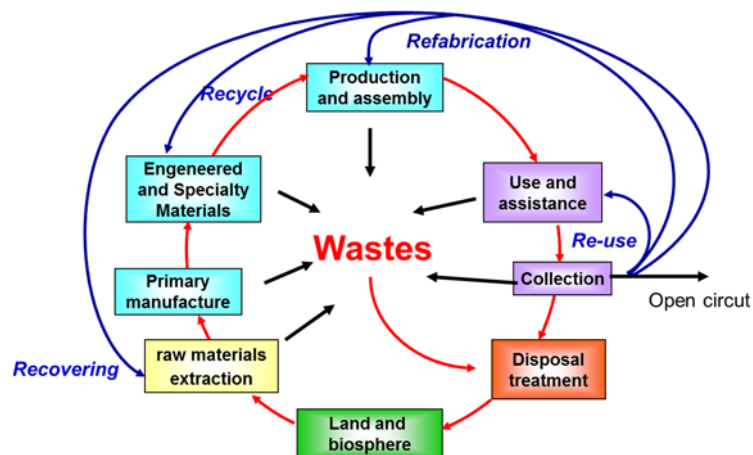 Refabrication
Production
and assembly
Recycle
Engeneered
and Specialty
Materials
Use and
assistance
Wastes
Re-use
Primary
manufacture
Collection
Open circut
raw materials
extraction
Recovering
Disposal
treatment
Land and
biosphere